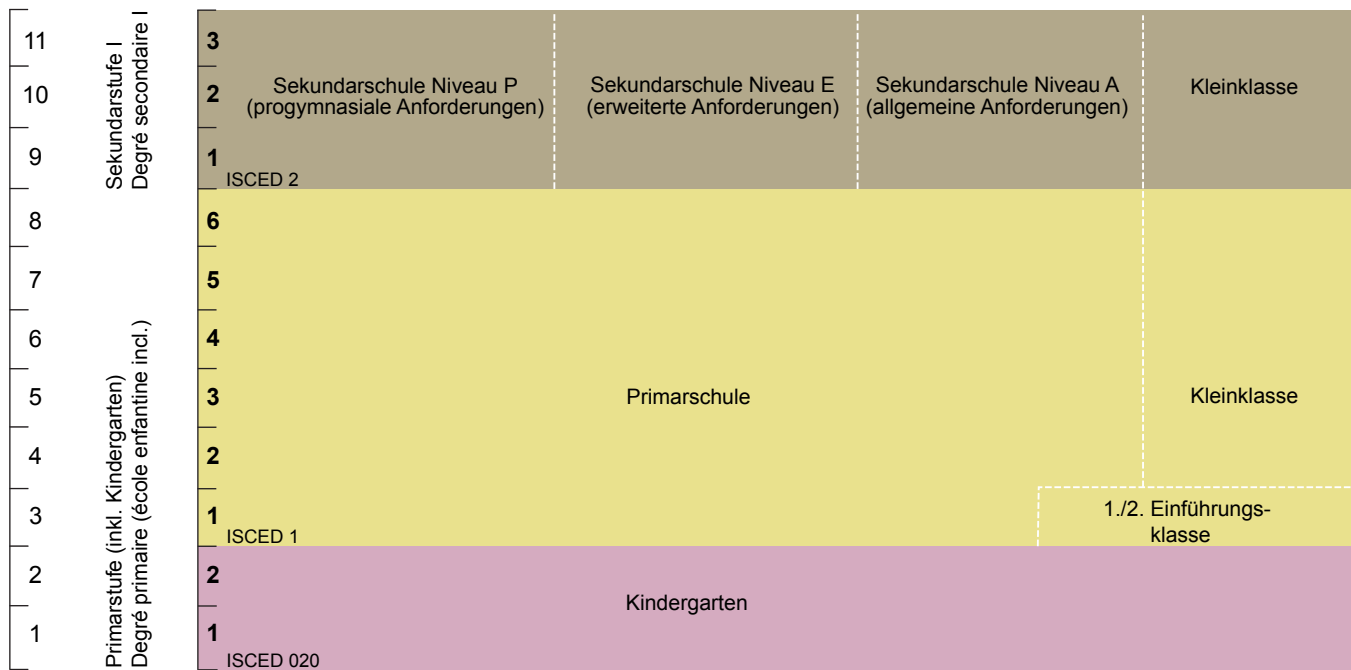 11
10
9
8
7
6
5
4
3
2
1
Sekundarstufe I
Degré secondaire I
Primarstufe (inkl. Kindergarten)
Degré primaire (école enfantine incl.)
3
2
1
ISCED 2
Sekundarschule Niveau P
(progymnasiale Anforderungen)
Sekundarschule Niveau E
(erweiterte Anforderungen)
Sekundarschule Niveau A
(allgemeine Anforderungen)
Kleinklasse
6
5
4
3
2
1
ISCED 1
Primarschule
Kleinklasse
1./2. Einführungs-
klasse
2
1
ISCED 020
Kindergarten